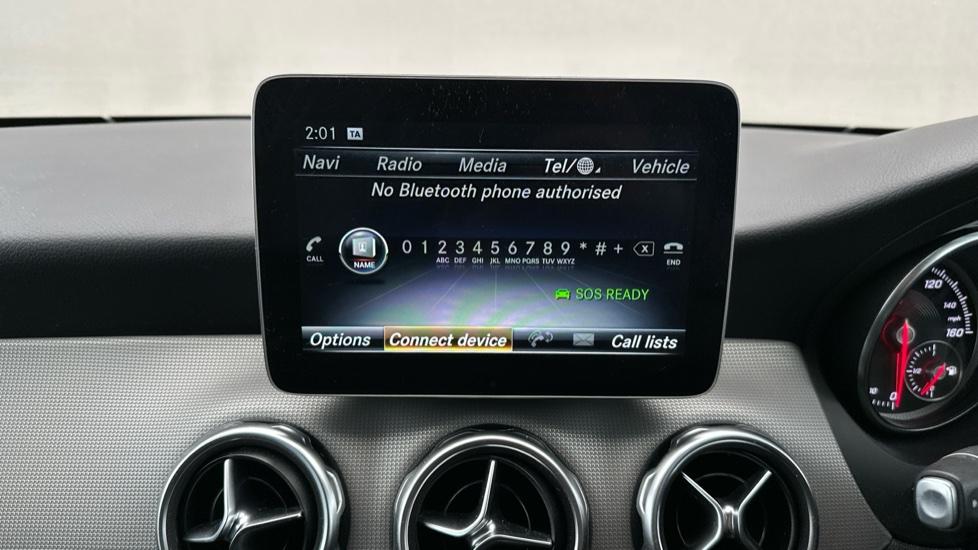 2:01 TA
Navi Radio Media Tel/ Vehicle
No Bluetooth phone authorised
CALL NAME 0 1 2 3 4 5 6 7 8 9 * # + X END
ABC DEF GHI JKL MNO PQRS TUV WXYZ
SOS READY
Options Connect device Call lists
120
140
mph
160
0